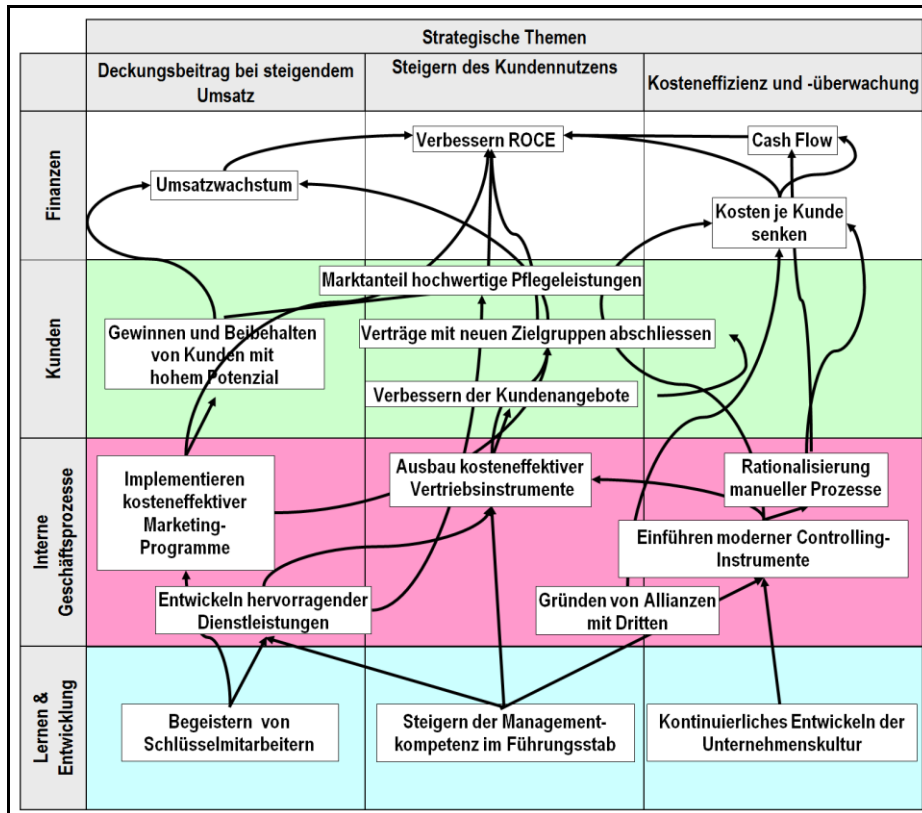 Strategische Themen
Deckungsbeitrag bei steigendem
Umsatz
Steigern des Kundennutzens
Kosteneffizienz und -überwachung
Finanzen
Verbessern ROCE
Cash Flow
Umsatzwachstum
Kosten je Kunde
senken
Kunden
Marktanteil hochwertige Pflegeleistungen
Gewinnen und Beibehalten
von Kunden mit
hohem Potenzial
Verträge mit neuen Zielgruppen abschliessen
Verbessern der Kundenangebote
Interne
Geschäftsprozesse
Implementieren
kosteneffektiver
Marketing-
Programme
Ausbau kosteneffektiver
Vertriebsinstrumente
Rationalisierung
manueller Prozesse
Einführen moderner Controlling-
Instrumente
Entwickeln hervorragender
Dienstleistungen
Gründen von Allianzen
mit Dritten
Lernen &
Entwicklung
Begeistern von
Schlüsselmitarbeitern
Steigern der Management-
kompetenz im Führungsstab
Kontinuierliches Entwickeln der
Unternehmenskultur